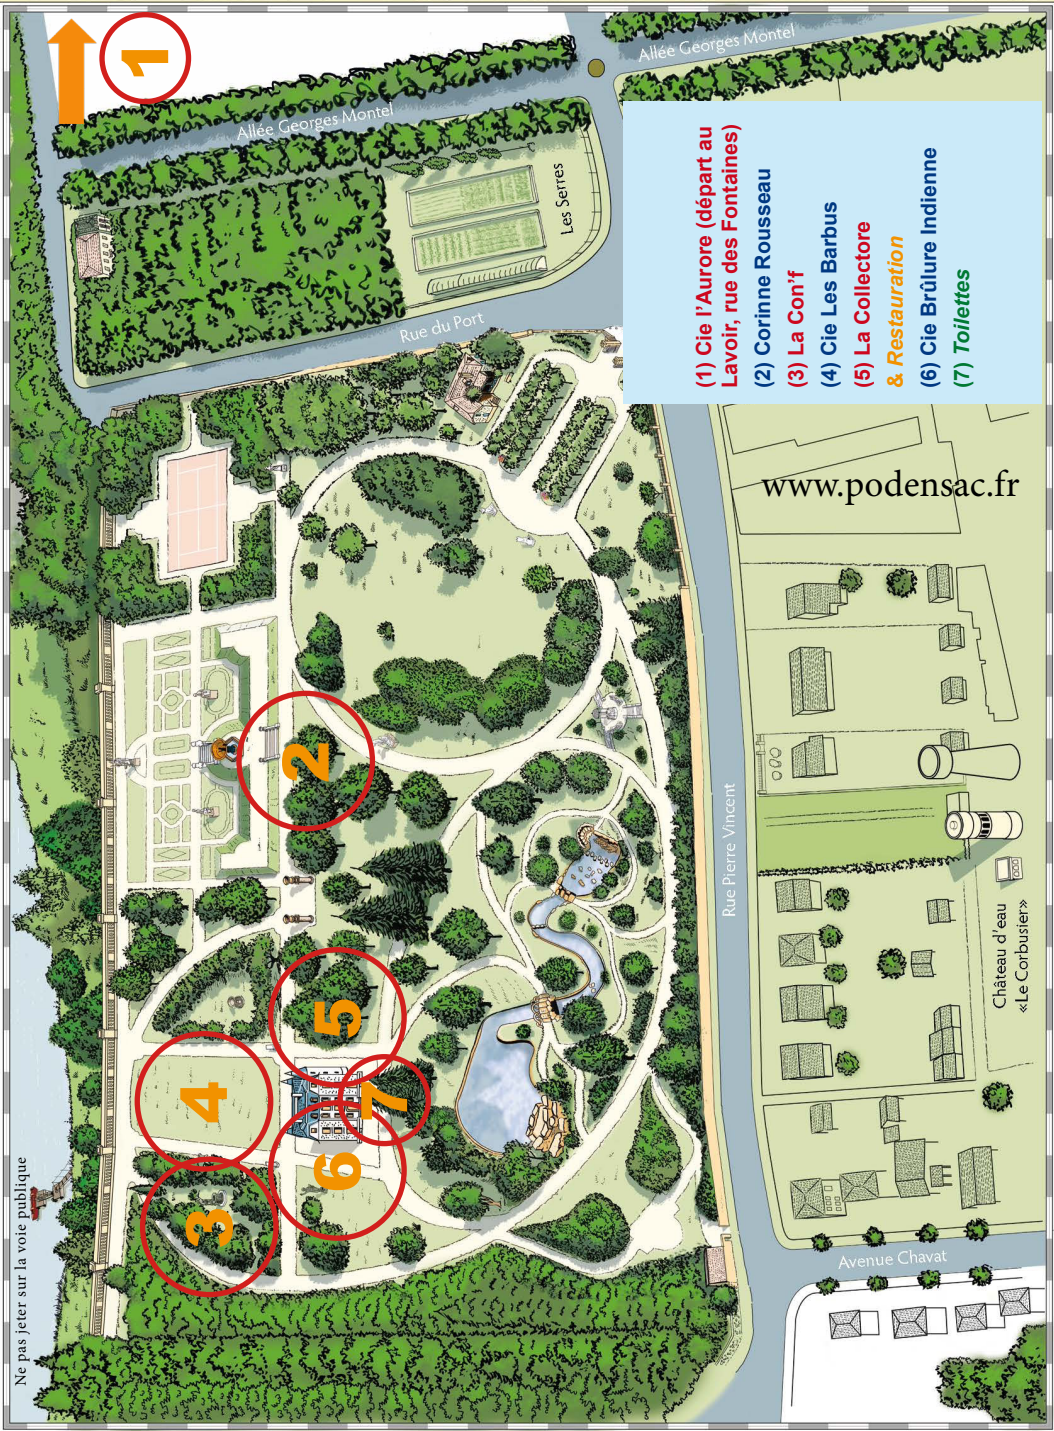 1
Allée Georges Montel
Allée Georges Montel
Les Serres
Rue du Port
(1) Cie l'Aurore (départ au
Lavoir, rue des Fontaines)
(2) Corinne Rousseau
(3) La Con'f
(4) Cie Les Barbus
(5) La Collectore
& Restauration
(6) Cie Brûlure Indienne
(7) Toilettes
www.podensac.fr
2
5
4
7
6
3
Rue Pierre Vincent
Château d'eau
«Le Corbusier»
Avenue Chavat
Ne pas jeter sur la voie publique